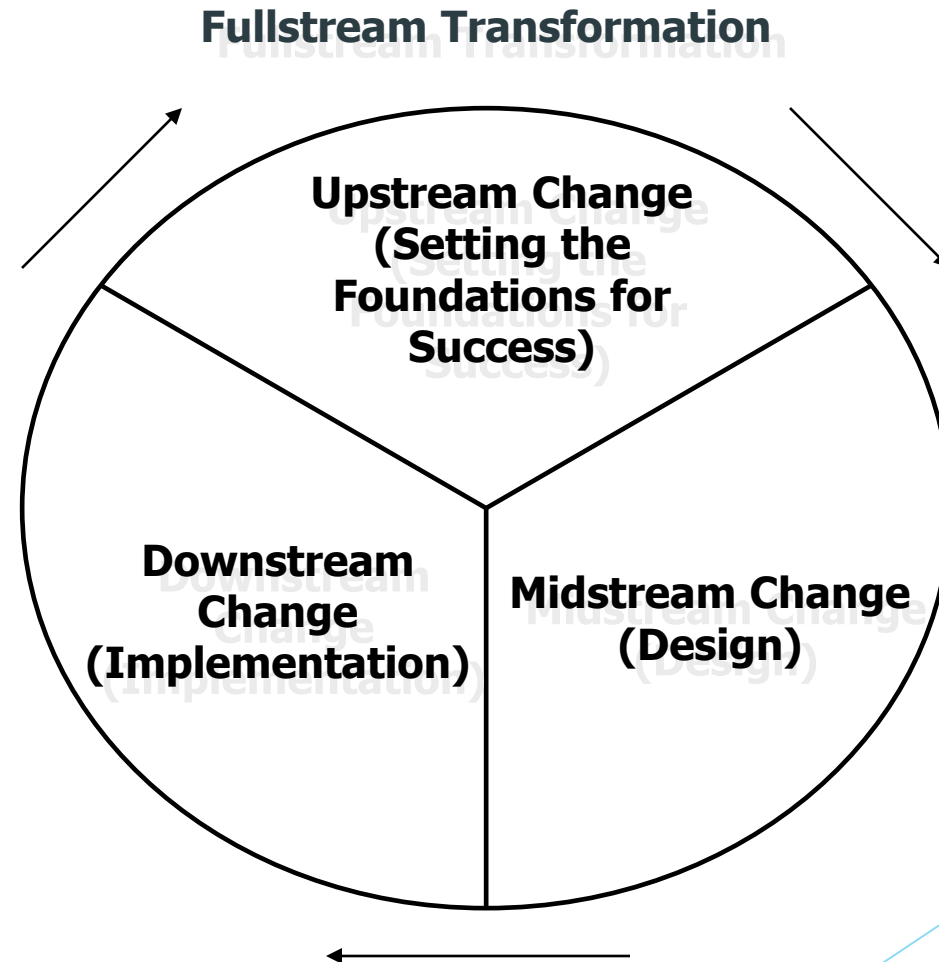 Fullstream Transformation
Upstream Change
(Setting the
Foundations for
Success)
Downstream
Change
(Implementation)
Midstream Change
(Design)